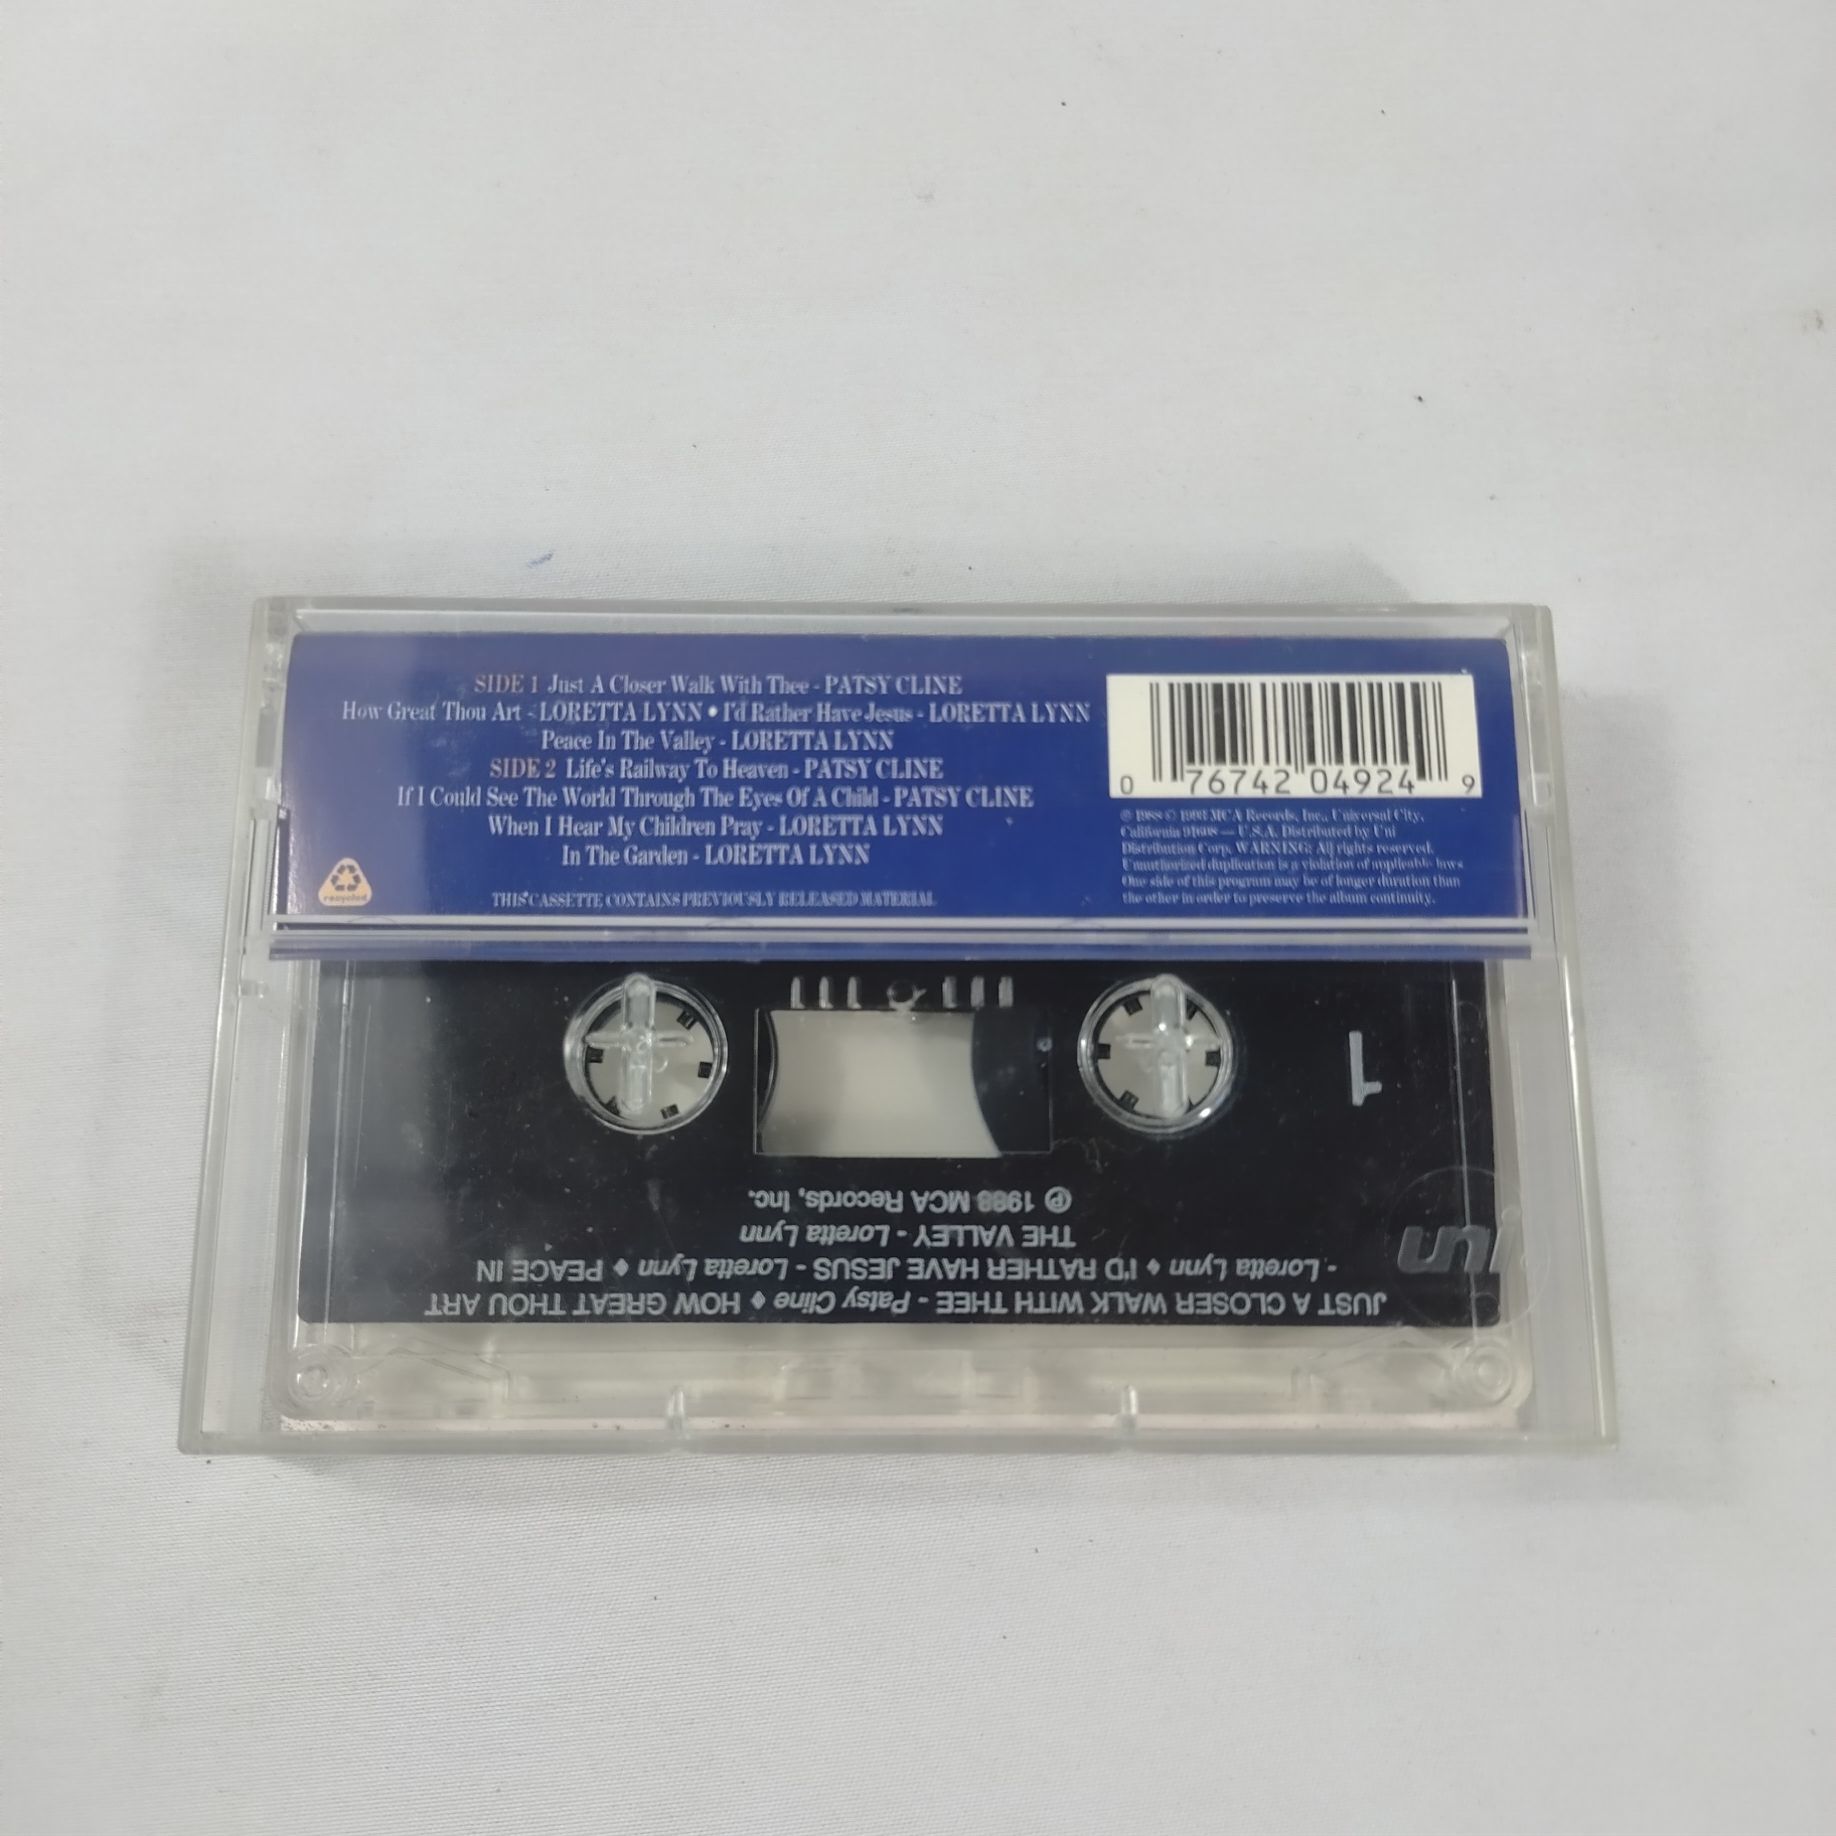 SIDE 1 Just A Closer Walk With Thee - PATSY CLINE
How Great Thou Art - LORETTA LYNN • I'd Rather Have Jesus - LORETTA LYNN
Peace In The Valley - LORETTA LYNN
SIDE 2 Life's Railway To Heaven - PATSY CLINE
If I Could See The World Through The Eyes Of A Child - PATSY CLINE
When I Hear My Children Pray - LORETTA LYNN
In The Garden - LORETTA LYNN
THIS CASSETTE CONTAINS PREVIOUSLY RELEASED MATERIAL
recycled
0 76742 04924 9
℗ 1988 © 1993 MCA Records, Inc., Universal City,
California 91608 — U.S.A. Distributed by Uni
Distribution Corp. WARNING: All rights reserved.
Unauthorized duplication is a violation of applicable laws
One side of this program may be of longer duration than
the other in order to preserve the album continuity.
JUST A CLOSER WALK WITH THEE - Patsy Cline ♦ HOW GREAT THOU ART
- Loretta Lynn ♦ I'D RATHER HAVE JESUS - Loretta Lynn ♦ PEACE IN
THE VALLEY - Loretta Lynn
℗ 1988 MCA Records, Inc.
1
uni